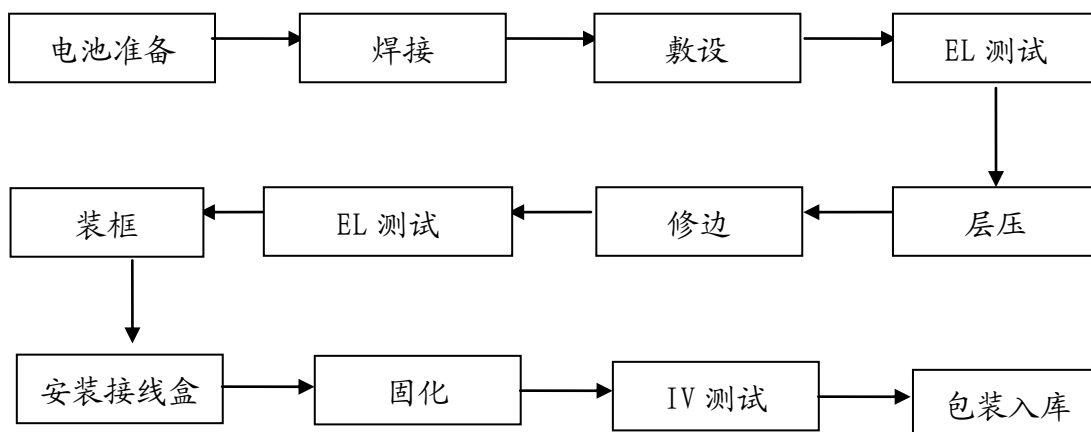 电池准备
焊接
敷设
EL 测试
层压
修边
EL 测试
装框
安装接线盒
固化
IV 测试
包装入库